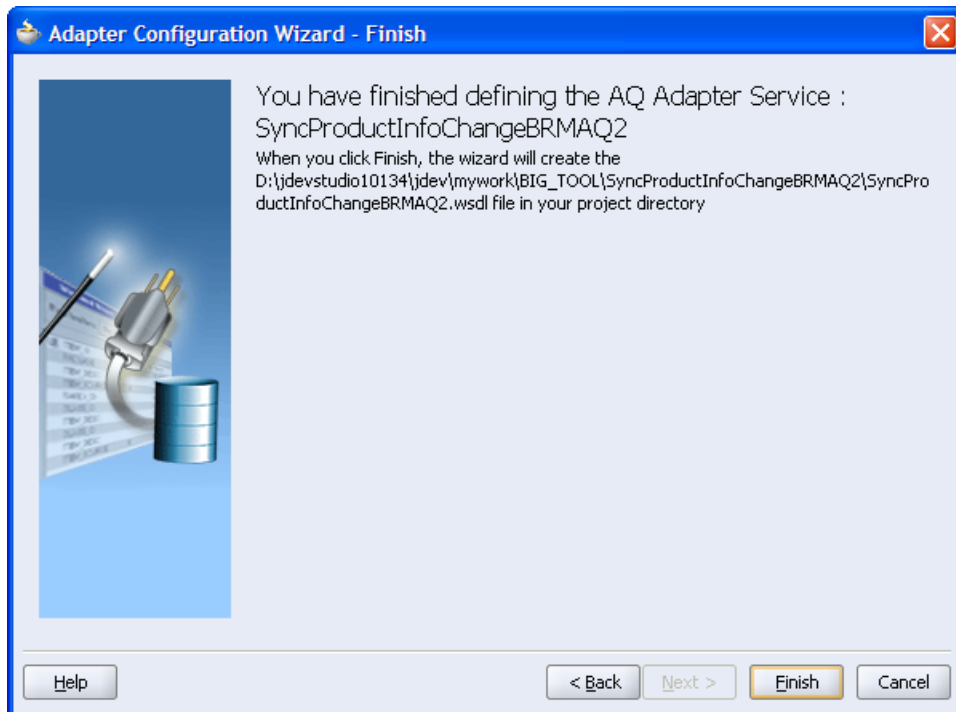 Adapter Configuration Wizard - Finish
You have finished defining the AQ Adapter Service :
SyncProductInfoChangeBRMAQ2
When you click Finish, the wizard will create the
D:\jdevstudio10134\jdev\mywork\BIG_TOOL\SyncProductInfoChangeBRMAQ2\SyncPro
ductInfoChangeBRMAQ2.wsdl file in your project directory
Help
< Back
Next >
Finish
Cancel